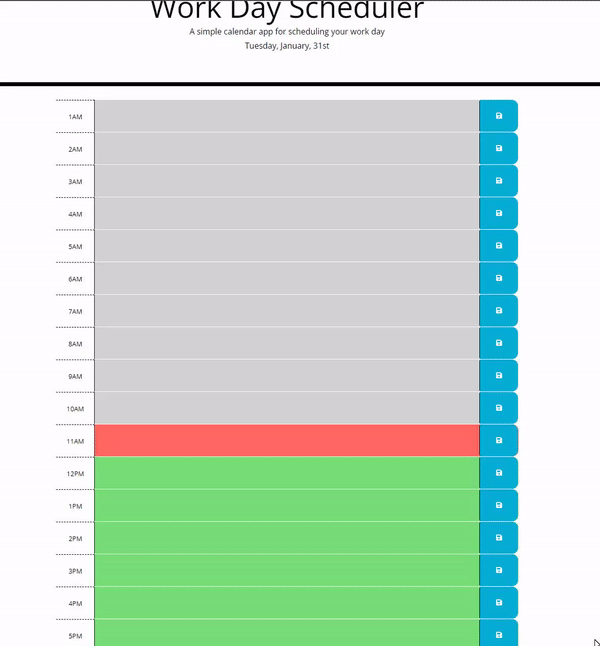 Work Day Scheduler
A simple calendar app for scheduling your work day
Tuesday, January, 31st
1AM
2AM
3AM
4AM
5AM
6AM
7AM
8AM
9AM
10AM
11AM
12PM
1PM
2PM
3PM
4PM
5PM